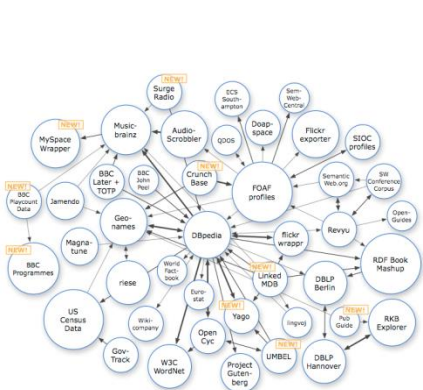 NEW!
Surge
Radio
ECS
South-
ampton
Sem-
Web-
Central
NEW!
MySpace
Wrapper
Music-
brainz
Audio-
Scrobbler
QDOS
Doap-
space
Flickr
exporter
SIOC
profiles
NEW!
BBC
Playcount
Data
Jamendo
BBC
Later +
TOTP
BBC
John
Peel
NEW!
Crunch
Base
FOAF
profiles
Semantic
Web.org
SW
Conference
Corpus
NEW!
BBC
Programmes
Magna-
tune
Geo-
names
DBpedia
flickr
wrappr
Revyu
Open-
Guides
US
Census
Data
riese
World
Fact-
book
Euro-
stat
NEW!
Linked
MDB
DBLP
Berlin
RDF Book
Mashup
Gov-
Track
Wiki-
company
Open
Cyc
NEW!
Yago
lingvoj
NEW!
Pub
Guide
RKB
Explorer
W3C
WordNet
Project
Guten-
berg
NEW!
UMBEL
DBLP
Hannover